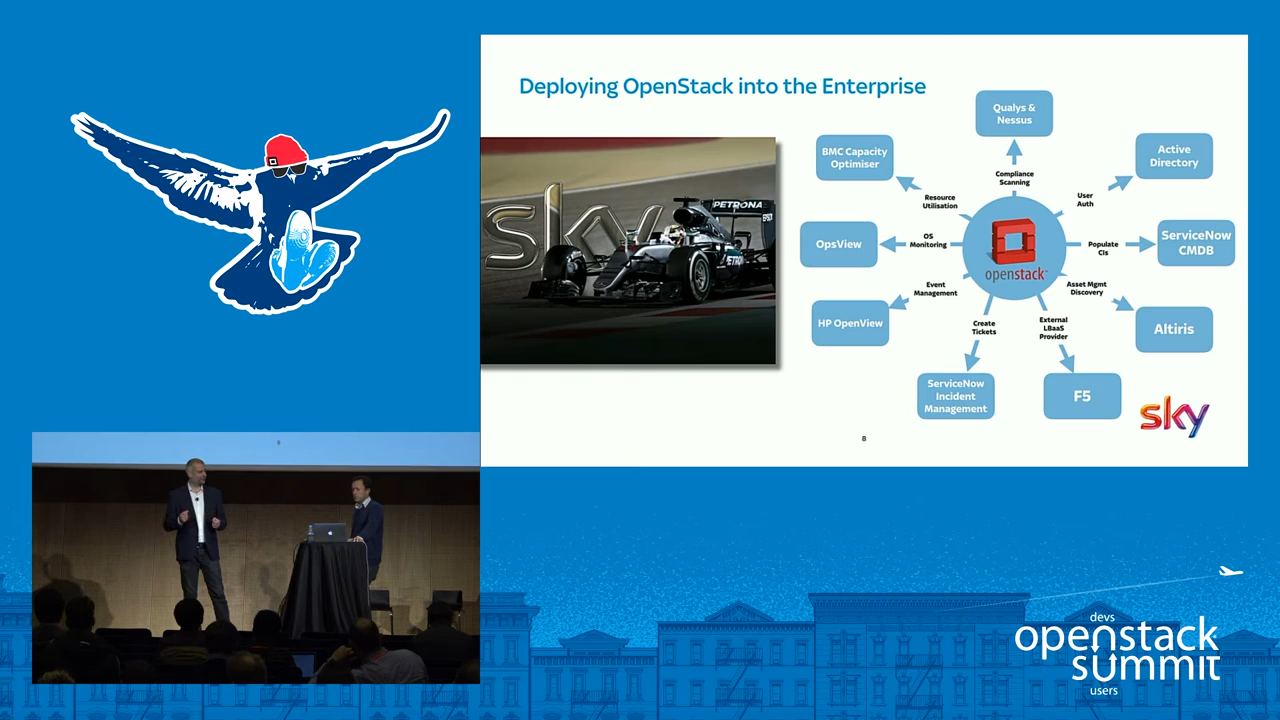 Deploying OpenStack into the Enterprise
Qualys &
Nessus
BMC Capacity
Optimiser
Active
Directory
Compliance
Scanning
Resource
Utilisation
User
Auth
sky
PETRONA
OpsView
OS
Monitoring
openstack
Populate
CIs
ServiceNow
CMDB
Event
Management
Asset Mgmt
Discovery
HP OpenView
Create
Tickets
External
LBaaS
Provider
Altiris
ServiceNow
Incident
Management
F5
sky
8
devs
openstack
summit
users